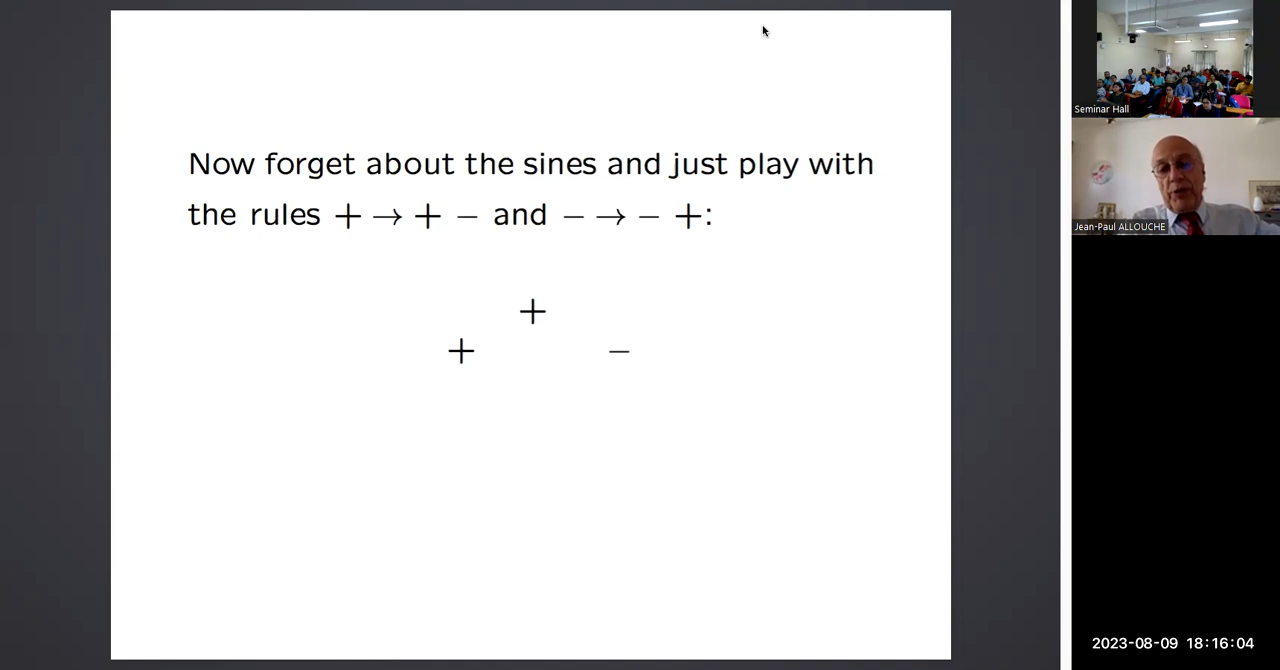 Now forget about the sines and just play with
the rules + → + − and − → − +:
+
+ −
Seminar Hall
Jean-Paul ALLOUCHE
2023-08-09 18:16:04